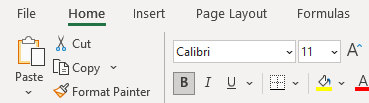 File Home Insert Page Layout Formulas
Cut
Calibri 11 A^
Copy
Paste
B I U A
Format Painter